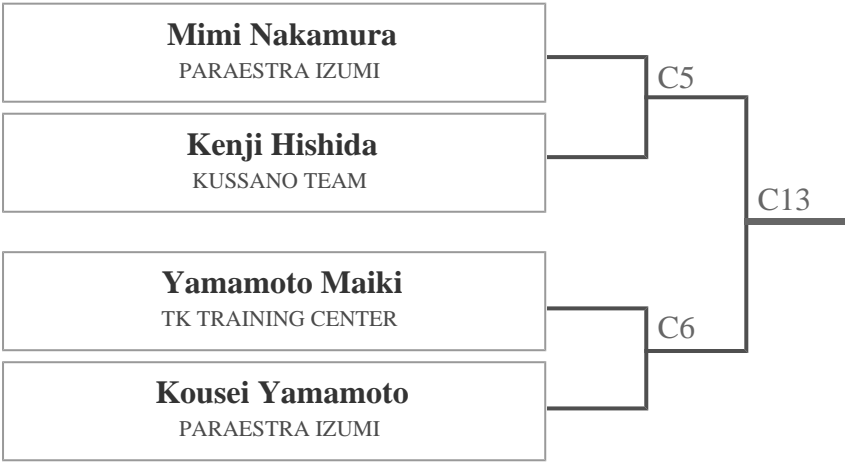 Mimi Nakamura
PARAESTRA IZUMI
C5
Kenji Hishida
KUSSANO TEAM
C13
Yamamoto Maiki
TK TRAINING CENTER
C6
Kousei Yamamoto
PARAESTRA IZUMI